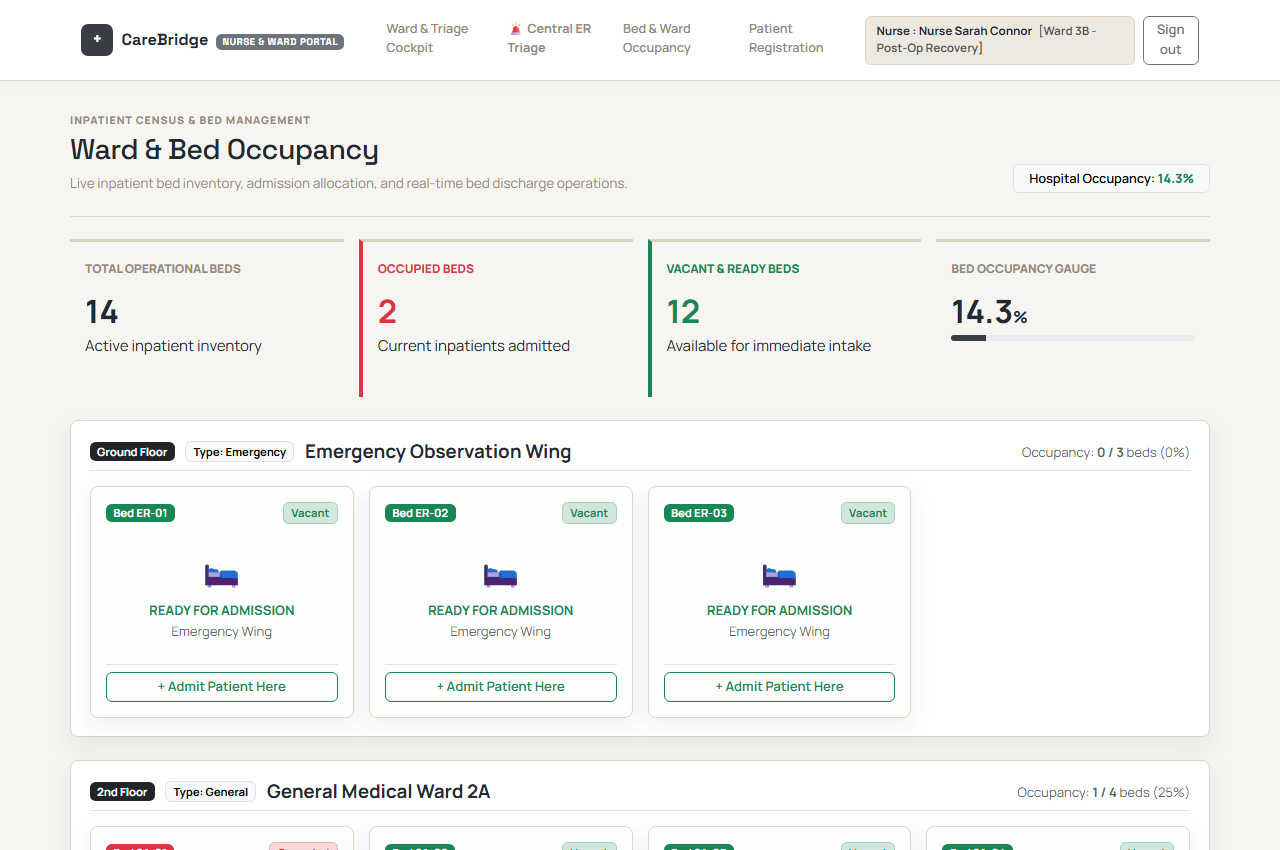 CareBridge NURSE & WARD PORTAL
Ward & Triage Cockpit
Central ER Triage
Bed & Ward Occupancy
Patient Registration
Nurse : Nurse Sarah Connor [Ward 3B - Post-Op Recovery]
Sign out
INPATIENT CENSUS & BED MANAGEMENT
Ward & Bed Occupancy
Live inpatient bed inventory, admission allocation, and real-time bed discharge operations.
Hospital Occupancy: 14.3%
TOTAL OPERATIONAL BEDS
14
Active inpatient inventory
OCCUPIED BEDS
2
Current inpatients admitted
VACANT & READY BEDS
12
Available for immediate intake
BED OCCUPANCY GAUGE
14.3%
Ground Floor Type: Emergency Emergency Observation Wing
Occupancy: 0 / 3 beds (0%)
Bed ER-01 Vacant
READY FOR ADMISSION
Emergency Wing
+ Admit Patient Here
Bed ER-02 Vacant
READY FOR ADMISSION
Emergency Wing
+ Admit Patient Here
Bed ER-03 Vacant
READY FOR ADMISSION
Emergency Wing
+ Admit Patient Here
2nd Floor Type: General General Medical Ward 2A
Occupancy: 1 / 4 beds (25%)